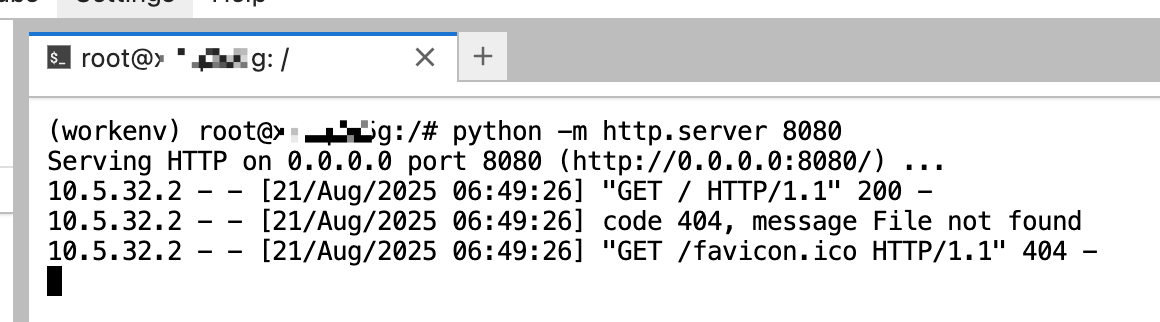 Settings Help
root@ g: /
(workenv) root@ g:/# python -m http.server 8080
Serving HTTP on 0.0.0.0 port 8080 (http://0.0.0.0:8080/) ...
10.5.32.2 - - [21/Aug/2025 06:49:26] "GET / HTTP/1.1" 200 -
10.5.32.2 - - [21/Aug/2025 06:49:26] code 404, message File not found
10.5.32.2 - - [21/Aug/2025 06:49:26] "GET /favicon.ico HTTP/1.1" 404 -